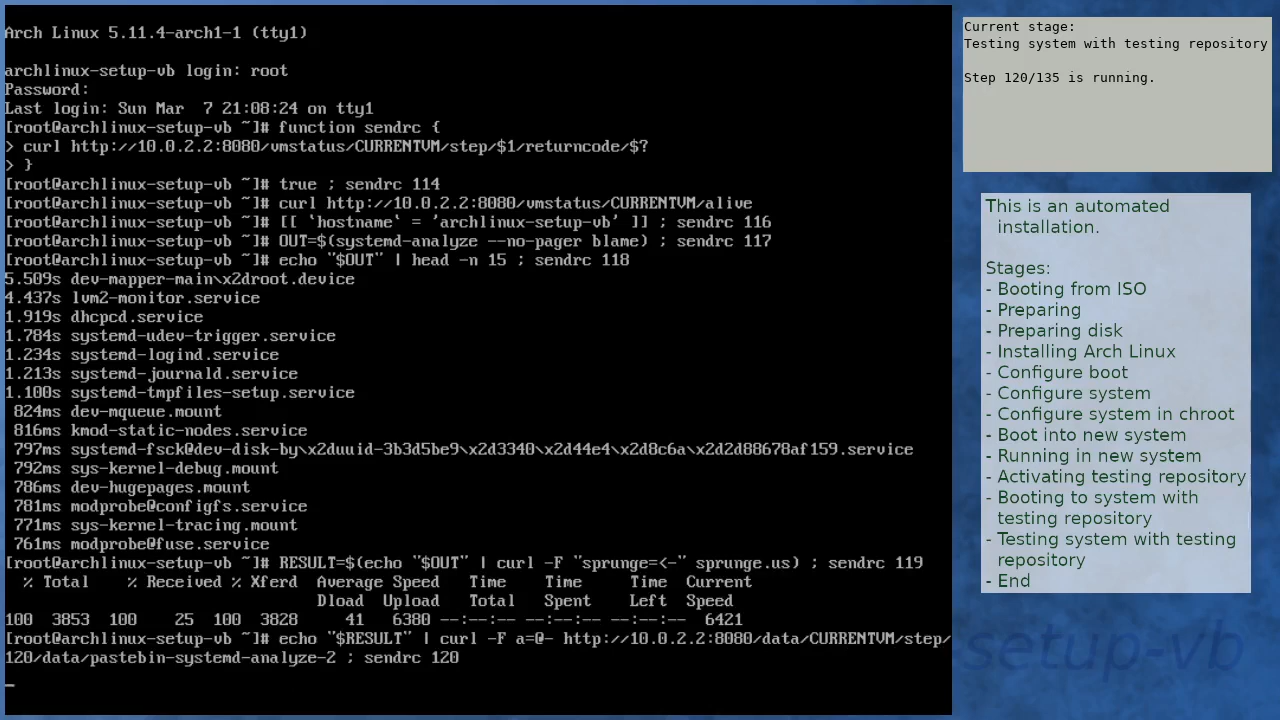 Arch Linux 5.11.4-arch1-1 (tty1)
archlinux-setup-vb login: root
Password:
Last login: Sun Mar  7 21:08:24 on tty1
[root@archlinux-setup-vb ~]# function sendrc {
> curl http://10.0.2.2:8080/vmstatus/CURRENTVM/step/$1/returncode/$?
> }
[root@archlinux-setup-vb ~]# true ; sendrc 114
[root@archlinux-setup-vb ~]# curl http://10.0.2.2:8080/vmstatus/CURRENTVM/alive
[root@archlinux-setup-vb ~]# [[ `hostname` = 'archlinux-setup-vb' ]] ; sendrc 116
[root@archlinux-setup-vb ~]# OUT=$(systemd-analyze --no-pager blame) ; sendrc 117
[root@archlinux-setup-vb ~]# echo "$OUT" | head -n 15 ; sendrc 118
5.509s dev-mapper-main\x2droot.device
4.437s lvm2-monitor.service
1.919s dhcpcd.service
1.784s systemd-udev-trigger.service
1.234s systemd-logind.service
1.213s systemd-journald.service
1.100s systemd-tmpfiles-setup.service
 824ms dev-mqueue.mount
 816ms kmod-static-nodes.service
 797ms systemd-fsck@dev-disk-by\x2duuid-3b3d5be9\x2d3340\x2d44e4\x2d8c6a\x2d2d88678af159.service
 792ms sys-kernel-debug.mount
 786ms dev-hugepages.mount
 781ms modprobe@configfs.service
 771ms sys-kernel-tracing.mount
 761ms modprobe@fuse.service
[root@archlinux-setup-vb ~]# RESULT=$(echo "$OUT" | curl -F "sprunge=<-" sprunge.us) ; sendrc 119
  % Total    % Received % Xferd  Average Speed   Time    Time     Time  Current
                                 Dload  Upload   Total   Spent    Left  Speed
100  3853  100    25  100  3828     41   6380 --:--:-- --:--:-- --:--:--  6421
[root@archlinux-setup-vb ~]# echo "$RESULT" | curl -F a=@- http://10.0.2.2:8080/data/CURRENTVM/step/
120/data/pastebin-systemd-analyze-2 ; sendrc 120
_
Current stage:
Testing system with testing repository
Step 120/135 is running.
This is an automated
installation.
Stages:
- Booting from ISO
- Preparing
- Preparing disk
- Installing Arch Linux
- Configure boot
- Configure system
- Configure system in chroot
- Boot into new system
- Running in new system
- Activating testing repository
- Booting to system with
testing repository
- Testing system with testing
repository
- End
setup-vb